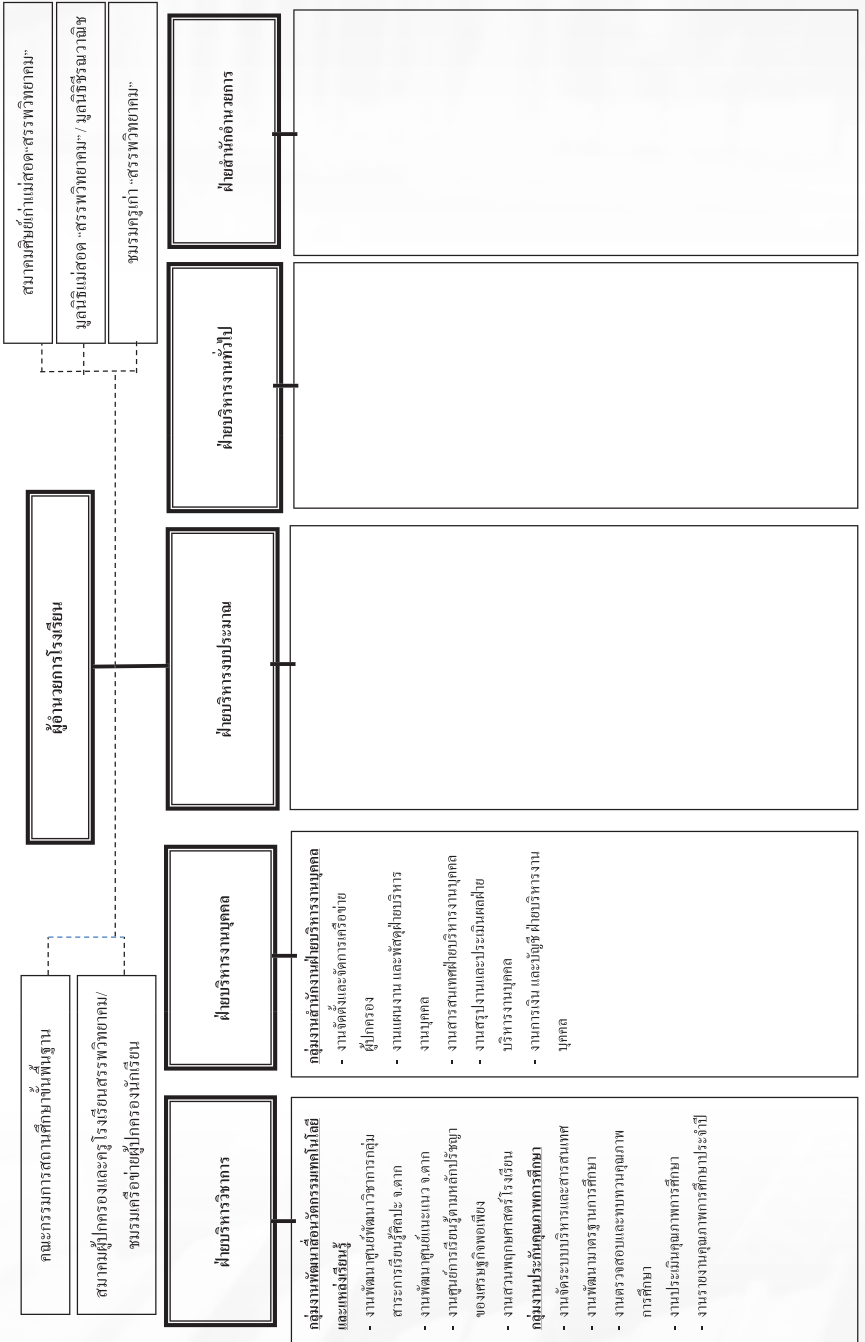 ผู้อำนวยการโรงเรียน
คณะกรรมการสถานศึกษาขั้นพื้นฐาน
สมาคมผู้ปกครองและครูโรงเรียนสรรพวิทยาคม/
ชมรมเครือข่ายผู้ปกครองนักเรียน
สมาคมศิษย์เก่าแม่สอด“สรรพวิทยาคม”
มูลนิธิแม่สอด “สรรพวิทยาคม” / มูลนิธิชีรณวาณิช
ชมรมครูเก่า “สรรพวิทยาคม”
ฝ่ายบริหารวิชาการ
กลุ่มงานพัฒนาสื่อนวัตกรรมเทคโนโลยี
และแหล่งเรียนรู้
- งานพัฒนาศูนย์พัฒนาวิชาการกลุ่ม
สาระการเรียนรู้ศิลปะ จ.ตาก
- งานพัฒนาศูนย์แนะแนว จ.ตาก
- งานศูนย์การเรียนรู้ตามหลักปรัชญา
ของเศรษฐกิจพอเพียง
- งานสวนพฤกษศาสตร์โรงเรียน
กลุ่มงานประกันคุณภาพการศึกษา
- งานจัดระบบบริหารและสารสนเทศ
- งานพัฒนามาตรฐานการศึกษา
- งานตรวจสอบและทบทวนคุณภาพ
การศึกษา
- งานประเมินคุณภาพการศึกษา
- งานรายงานคุณภาพการศึกษาประจำปี
ฝ่ายบริหารงานบุคคล
กลุ่มงานสำนักงานฝ่ายบริหารงานบุคคล
- งานจัดตั้งและจัดการเครือข่าย
ผู้ปกครอง
- งานแผนงาน และพัสดุฝ่ายบริหาร
งานบุคคล
- งานสารสนเทศฝ่ายบริหารงานบุคคล
- งานสรุปงานและประเมินผลฝ่าย
บริหารงานบุคคล
- งานการเงิน และบัญชี ฝ่ายบริหารงาน
บุคคล
ฝ่ายบริหารงบประมาณ
ฝ่ายบริหารงานทั่วไป
ฝ่ายสำนักอำนวยการ